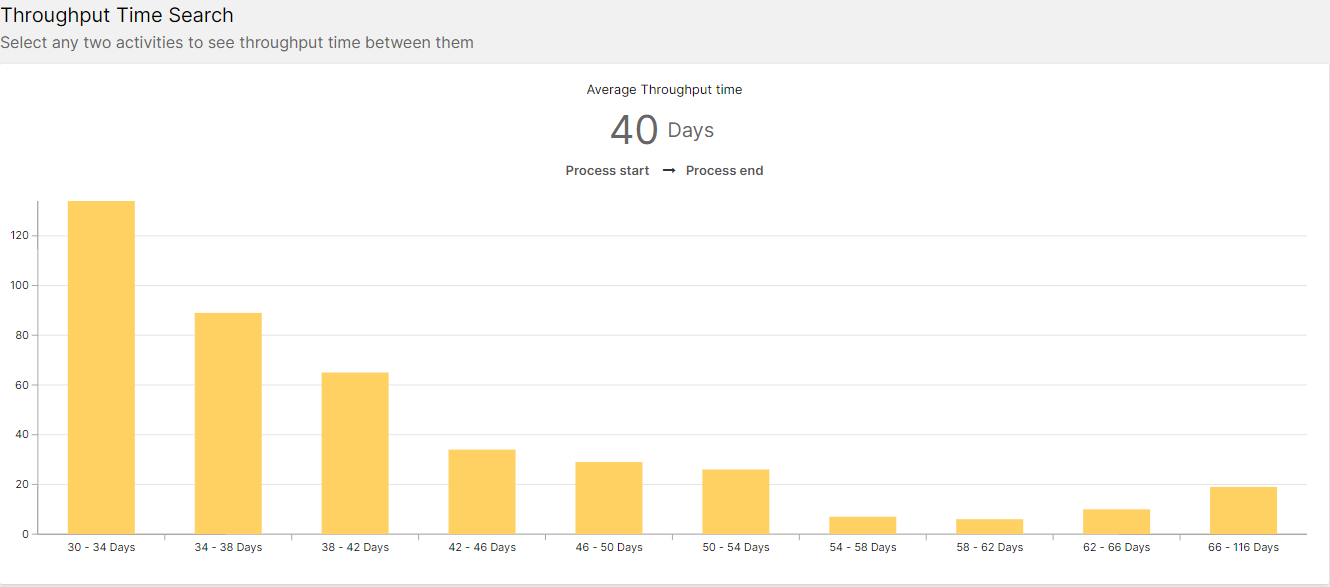 Throughput Time Search
Select any two activities to see throughput time between them
Average Throughput time
40 Days
Process start → Process end
120
100
80
60
40
20
0
30 - 34 Days
34 - 38 Days
38 - 42 Days
42 - 46 Days
46 - 50 Days
50 - 54 Days
54 - 58 Days
58 - 62 Days
62 - 66 Days
66 - 116 Days